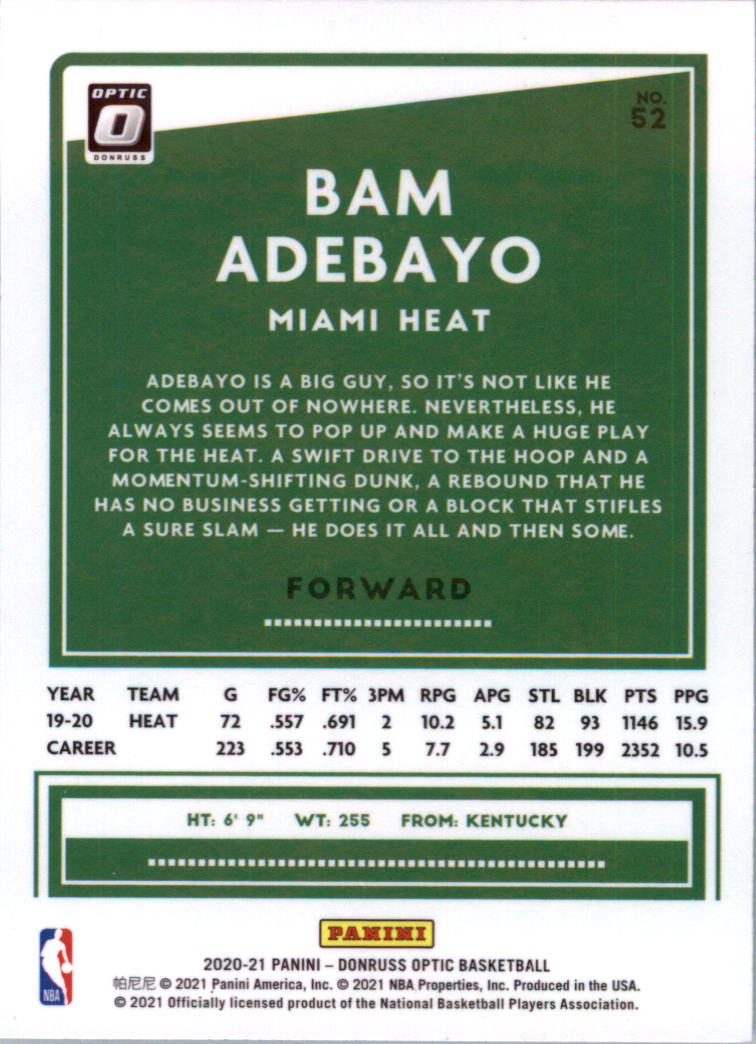 OPTIC
O
DONRUSS
NO.
52
BAM
ADEBAYO
MIAMI HEAT
ADEBAYO IS A BIG GUY, SO IT'S NOT LIKE HE
COMES OUT OF NOWHERE. NEVERTHELESS, HE
ALWAYS SEEMS TO POP UP AND MAKE A HUGE PLAY
FOR THE HEAT. A SWIFT DRIVE TO THE HOOP AND A
MOMENTUM-SHIFTING DUNK, A REBOUND THAT HE
HAS NO BUSINESS GETTING OR A BLOCK THAT STIFLES
A SURE SLAM — HE DOES IT ALL AND THEN SOME.
FORWARD
YEAR TEAM G FG% FT% 3PM RPG APG STL BLK PTS PPG
19-20 HEAT 72 .557 .691 2 10.2 5.1 82 93 1146 15.9
CAREER 223 .553 .710 5 7.7 2.9 185 199 2352 10.5
HT: 6' 9" WT: 255 FROM: KENTUCKY
PANINI
2020-21 PANINI – DONRUSS OPTIC BASKETBALL
帕尼尼 © 2021 Panini America, Inc. © 2021 NBA Properties, Inc. Produced in the USA.
© 2021 Officially licensed product of the National Basketball Players Association.
NBA